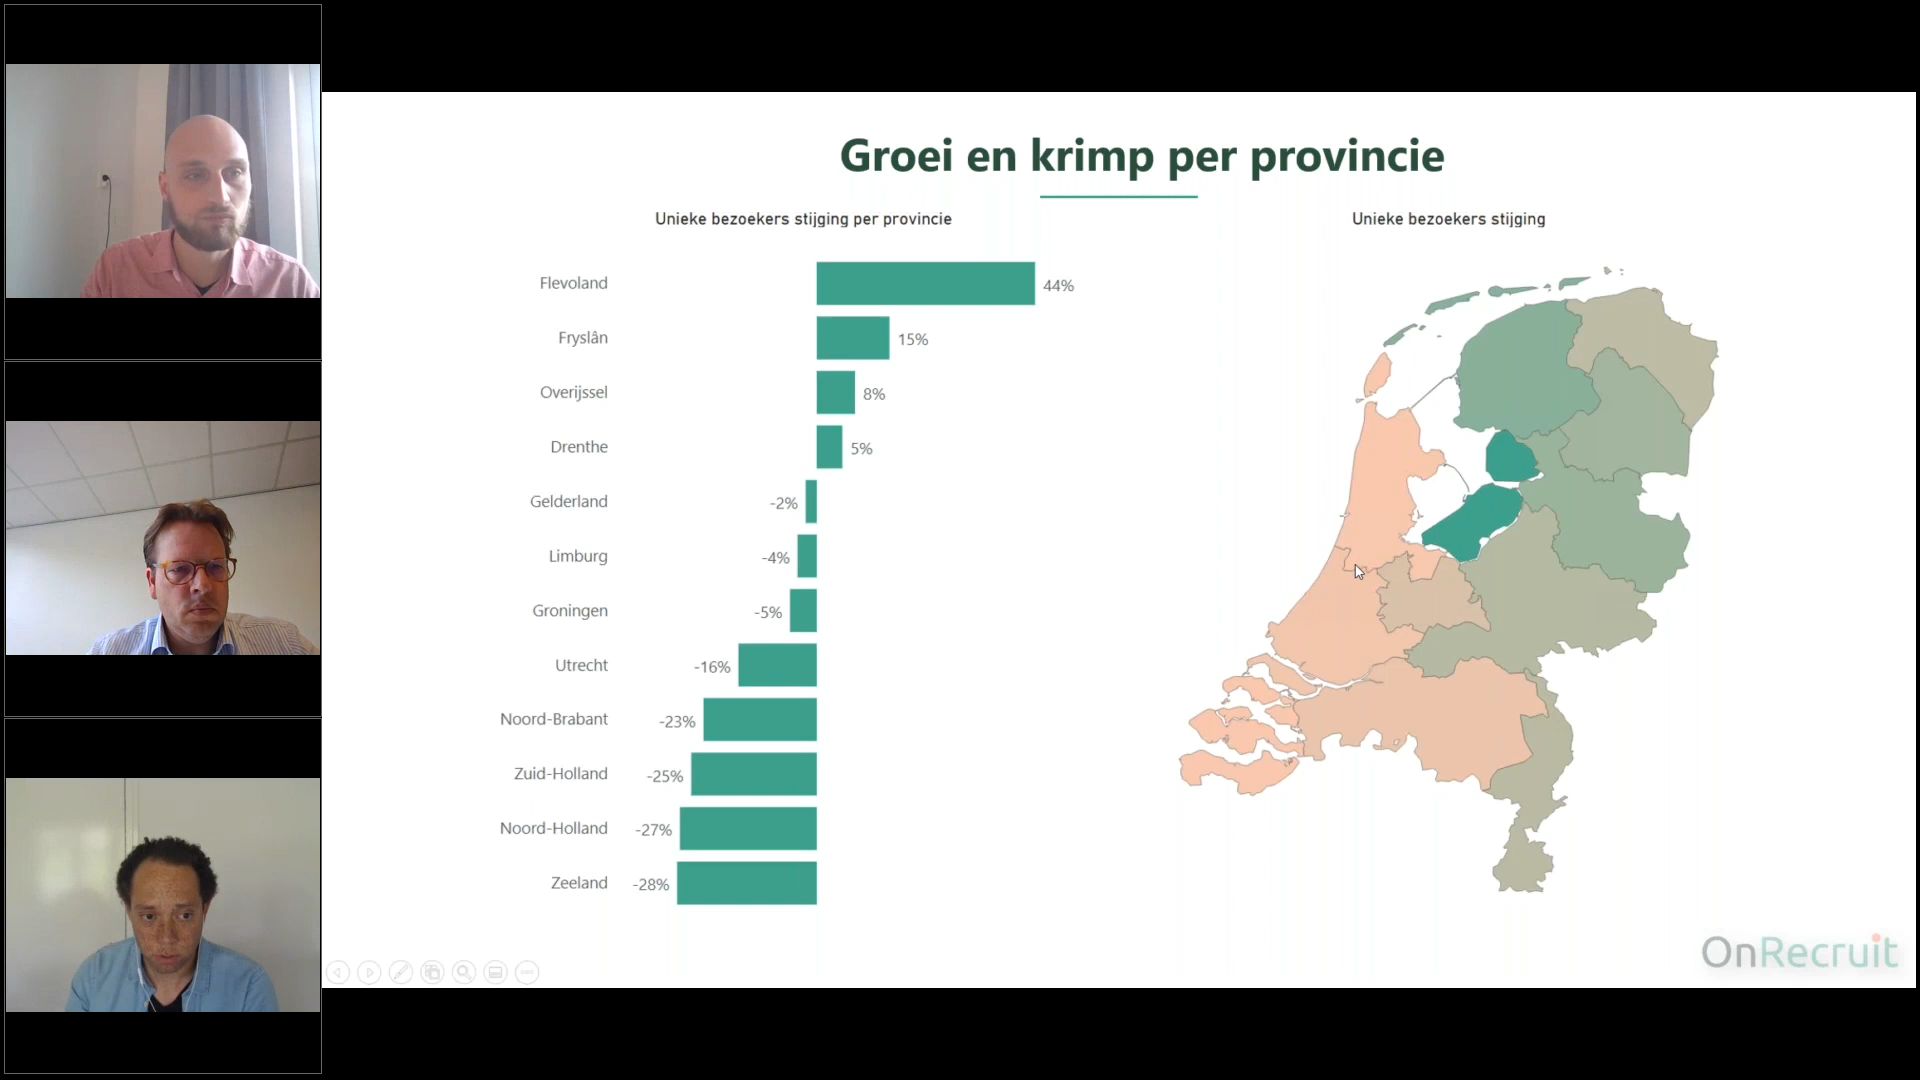 Groei en krimp per provincie
Unieke bezoekers stijging per provincie
Flevoland 44%
Fryslân 15%
Overijssel 8%
Drenthe 5%
Gelderland -2%
Limburg -4%
Groningen -5%
Utrecht -16%
Noord-Brabant -23%
Zuid-Holland -25%
Noord-Holland -27%
Zeeland -28%
Unieke bezoekers stijging
OnRecruit